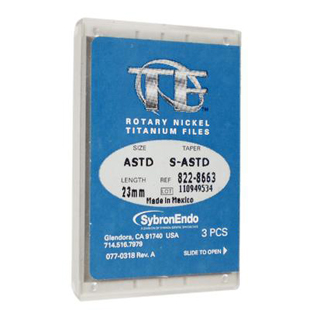 TF
ROTARY NICKEL
TITANIUM FILES
SIZE TAPER
ASTD S-ASTD
LENGTH REF 822-8663
23mm LOT 110949534
Made in Mexico
SybronEndo
Glendora, CA 91740 USA
714.516.7979
3 PCS
077-0318 Rev. A
SLIDE TO OPEN